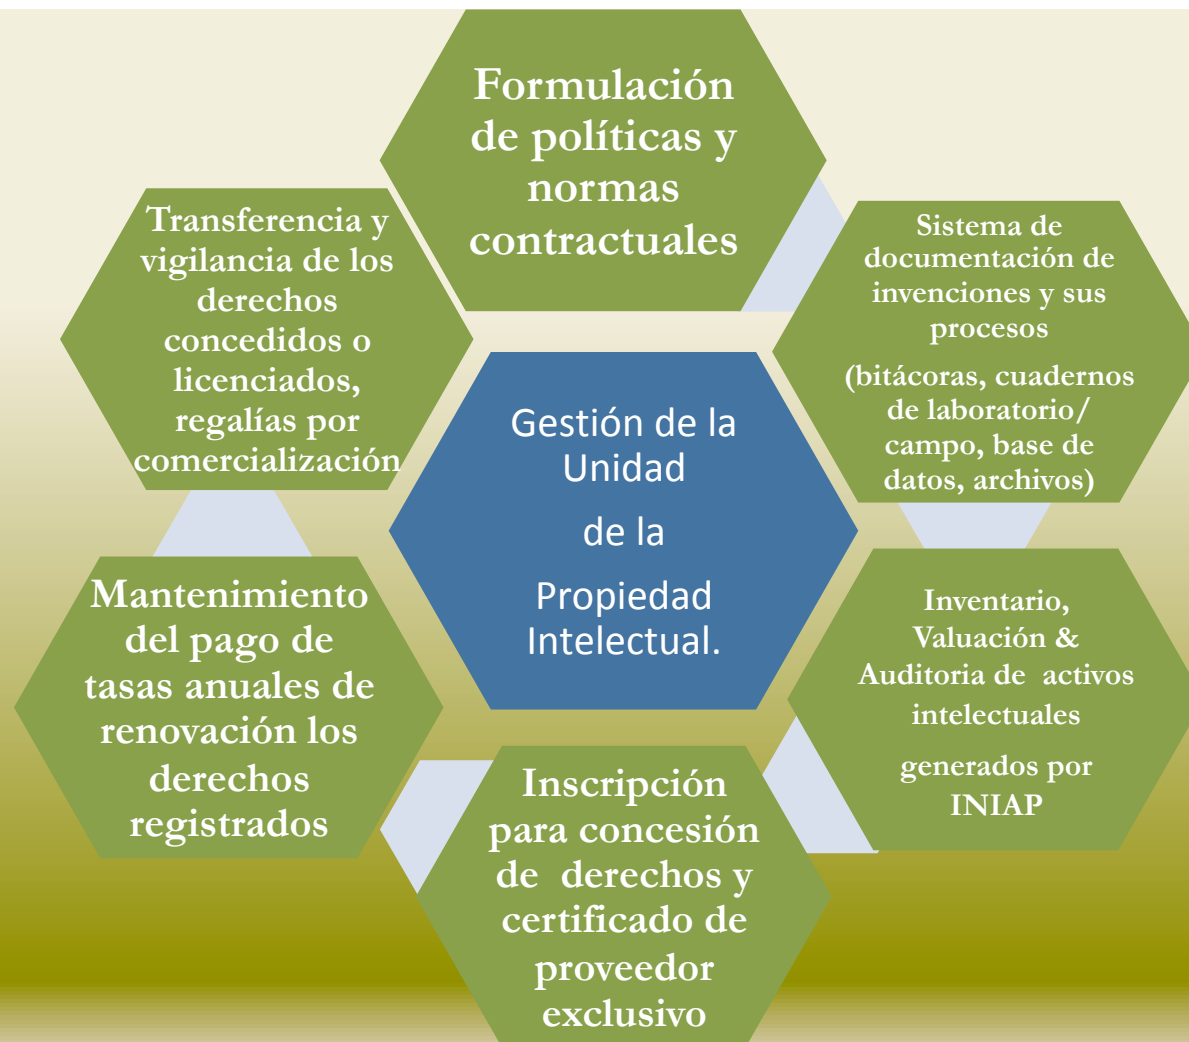 Formulación
de políticas y
normas
contractuales
Sistema de
documentación de
invenciones y sus
procesos
(bitácoras, cuadernos
de laboratorio/
campo, base de
datos, archivos)
Inventario,
Valuación &
Auditoria de activos
intelectuales
generados por
INIAP
Inscripción
para concesión
de derechos y
certificado de
proveedor
exclusivo
Mantenimiento
del pago de
tasas anuales de
renovación los
derechos
registrados
Transferencia y
vigilancia de los
derechos
concedidos o
licenciados,
regalías por
comercialización
Gestión de la
Unidad
de la
Propiedad
Intelectual.